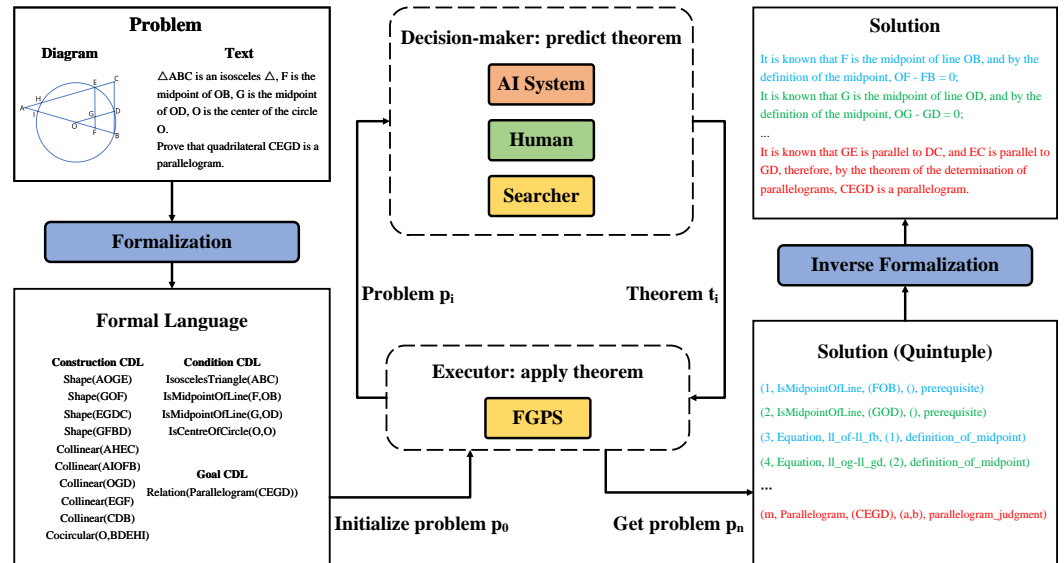 Problem
Diagram
Text
△ABC is an isosceles △, F is the
midpoint of OB, G is the midpoint
of OD, O is the center of the circle
O.
Prove that quadrilateral CEGD is a
parallelogram.
C
E
H
A
D
I
G
O
F
B
Formalization
Formal Language
Construction CDL
Shape(AOGE)
Shape(GOF)
Shape(EGDC)
Shape(GFBD)
Collinear(AHEC)
Collinear(AIOFB)
Collinear(OGD)
Collinear(EGF)
Collinear(CDB)
Cocircular(O,BDEHI)
Condition CDL
IsoscelesTriangle(ABC)
IsMidpointOfLine(F,OB)
IsMidpointOfLine(G,OD)
IsCentreOfCircle(O,O)
Goal CDL
Relation(Parallelogram(CEGD))
Decision-maker: predict theorem
AI System
Human
Searcher
Problem pᵢ
Theorem tᵢ
Executor: apply theorem
FGPS
Initialize problem p₀
Get problem pₙ
Solution
It is known that F is the midpoint of line OB, and by the
definition of the midpoint, OF - FB = 0;
It is known that G is the midpoint of line OD, and by the
definition of the midpoint, OG - GD = 0;
...
It is known that GE is parallel to DC, and EC is parallel to
GD, therefore, by the theorem of the determination of
parallelograms, CEGD is a parallelogram.
Inverse Formalization
Solution (Quintuple)
(1, IsMidpointOfLine, (FOB), (), prerequisite)
(2, IsMidpointOfLine, (GOD), (), prerequisite)
(3, Equation, ll_of-ll_fb, (1), definition_of_midpoint)
(4, Equation, ll_og-ll_gd, (2), definition_of_midpoint)
...
(m, Parallelogram, (CEGD), (a,b), parallelogram_judgment)